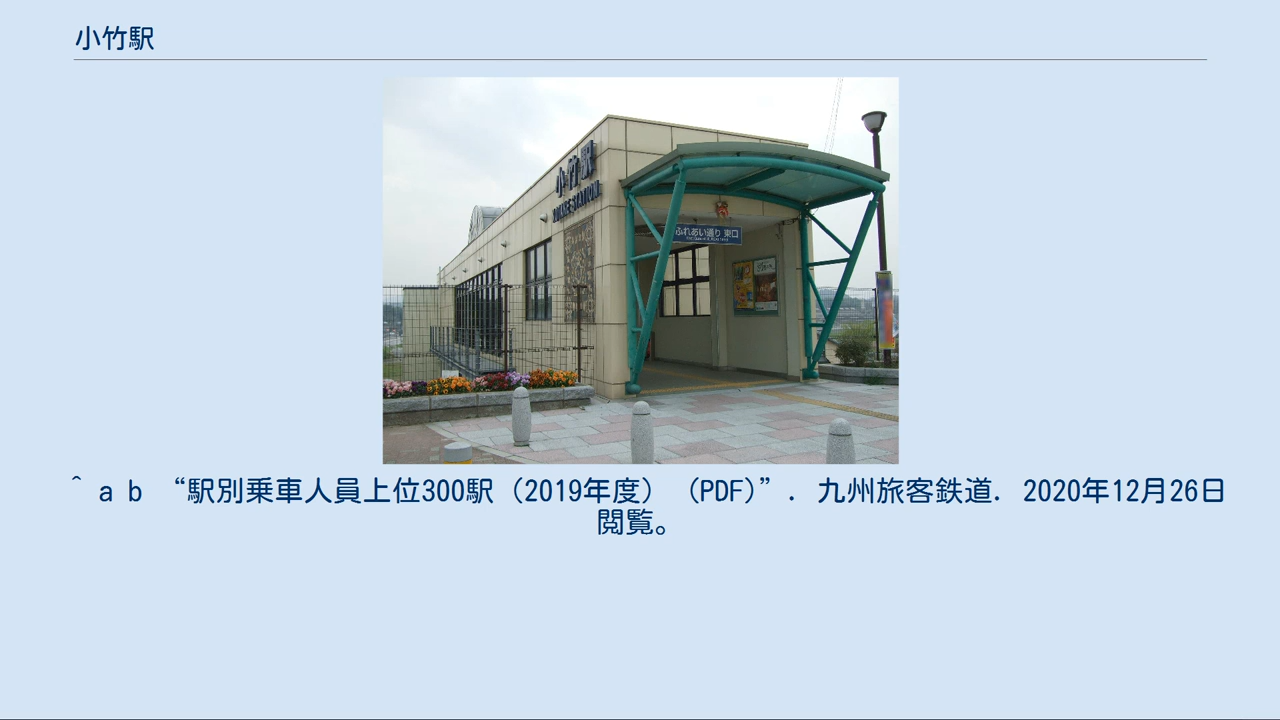 小竹駅
小竹駅
KOTAKE STATION
ふれあい通り 東口
^ a b “駅別乗車人員上位300駅（2019年度） （PDF）”. 九州旅客鉄道. 2020年12月26日
閲覧。